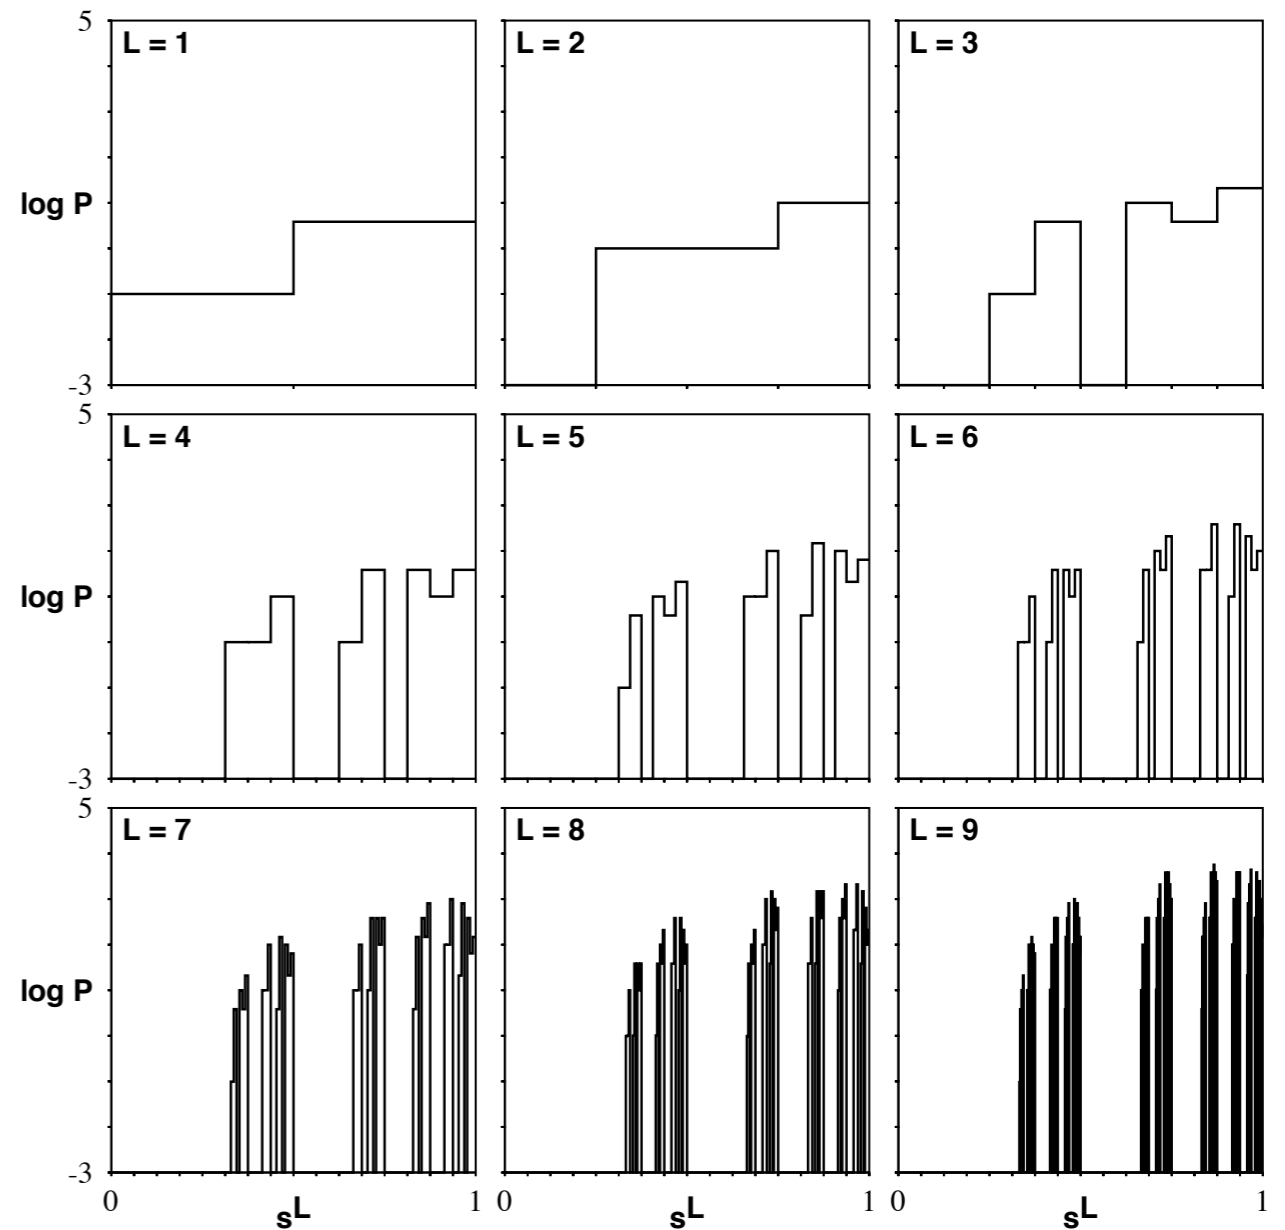 5
L = 1
L = 2
L = 3
log P
-3
5
L = 4
L = 5
L = 6
log P
-3
5
L = 7
L = 8
L = 9
log P
-3
0 sL 1 0 sL 1 0 sL 1